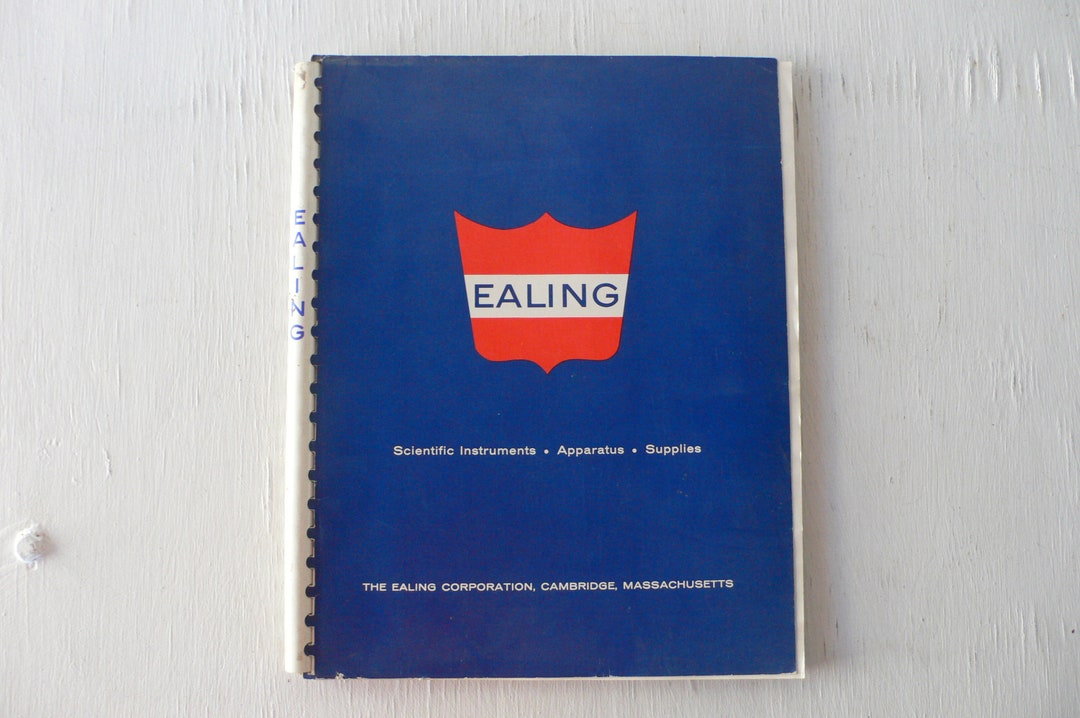 EALING
EALING
Scientific Instruments • Apparatus • Supplies
THE EALING CORPORATION, CAMBRIDGE, MASSACHUSETTS